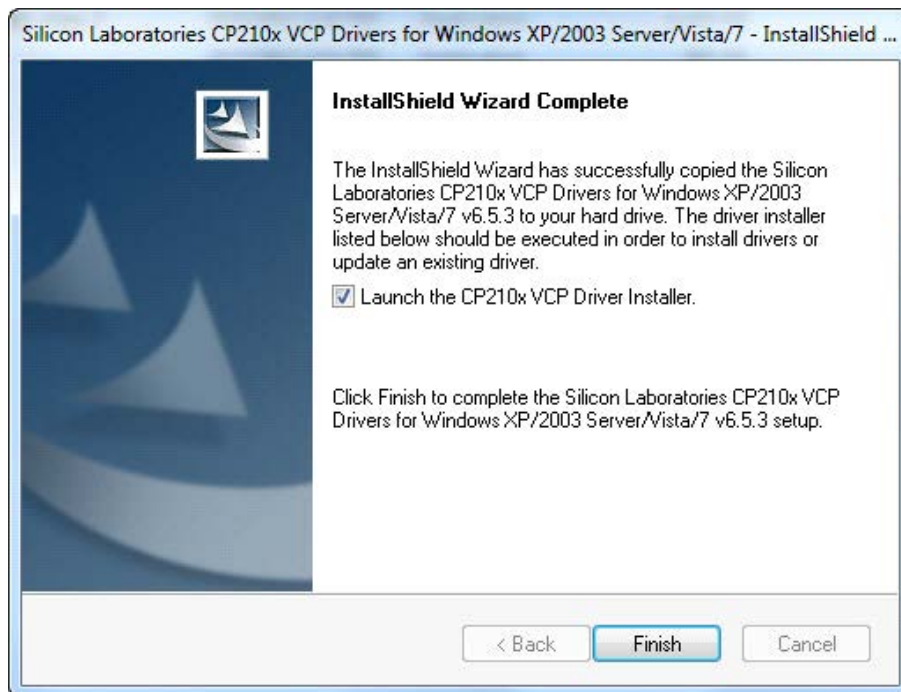 Silicon Laboratories CP210x VCP Drivers for Windows XP/2003 Server/Vista/7 - InstallShield ...
InstallShield Wizard Complete
The InstallShield Wizard has successfully copied the Silicon
Laboratories CP210x VCP Drivers for Windows XP/2003
Server/Vista/7 v6.5.3 to your hard drive. The driver installer
listed below should be executed in order to install drivers or
update an existing driver.
Launch the CP210x VCP Driver Installer.
Click Finish to complete the Silicon Laboratories CP210x VCP
Drivers for Windows XP/2003 Server/Vista/7 v6.5.3 setup.
< Back
Finish
Cancel